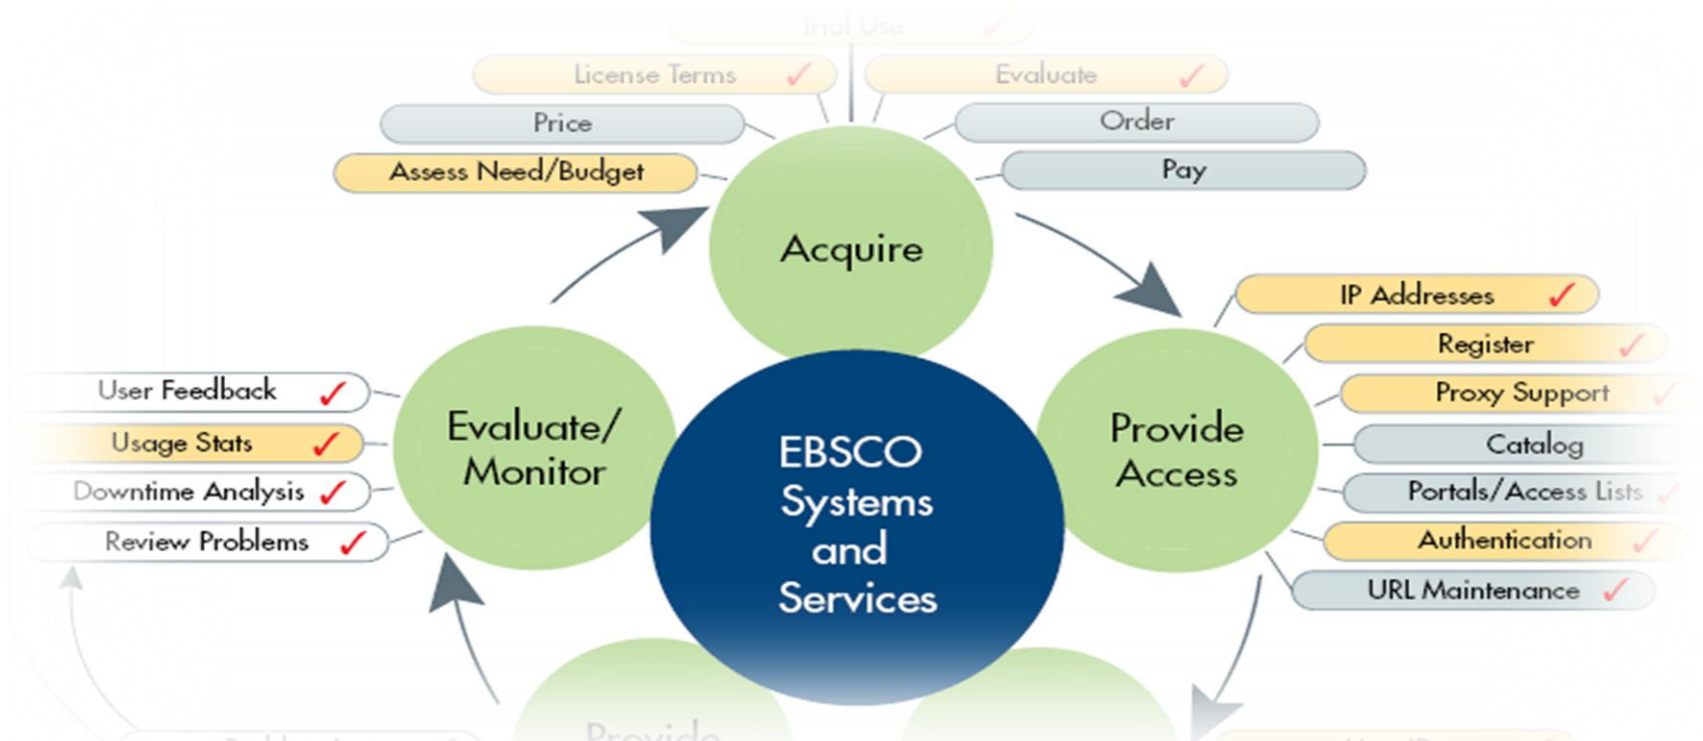 Trial Use
License Terms
Evaluate
Price
Order
Assess Need/Budget
Pay
Acquire
IP Addresses
Register
Proxy Support
Catalog
Portals/Access Lists
Authentication
URL Maintenance
Provide
Access
User Feedback
Usage Stats
Downtime Analysis
Review Problems
Evaluate/
Monitor
EBSCO
Systems
and
Services
Provide